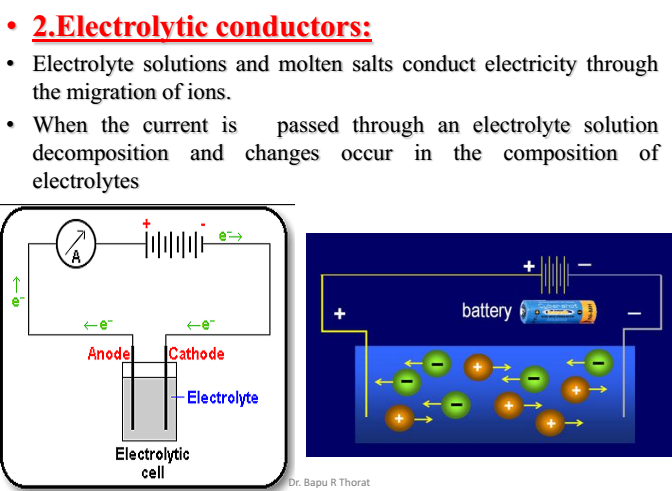 • 2.Electrolytic conductors:
• Electrolyte solutions and molten salts conduct electricity through
the migration of ions.
• When the current is passed through an electrolyte solution
decomposition and changes occur in the composition of
electrolytes
+ -
e⁻→
A
↑
e⁻
←e⁻ ←e⁻
Anode Cathode
Electrolyte
Electrolytic
cell
+ −
battery
+ −
− + − −
− + +
+ − + +
Dr. Bapu R Thorat